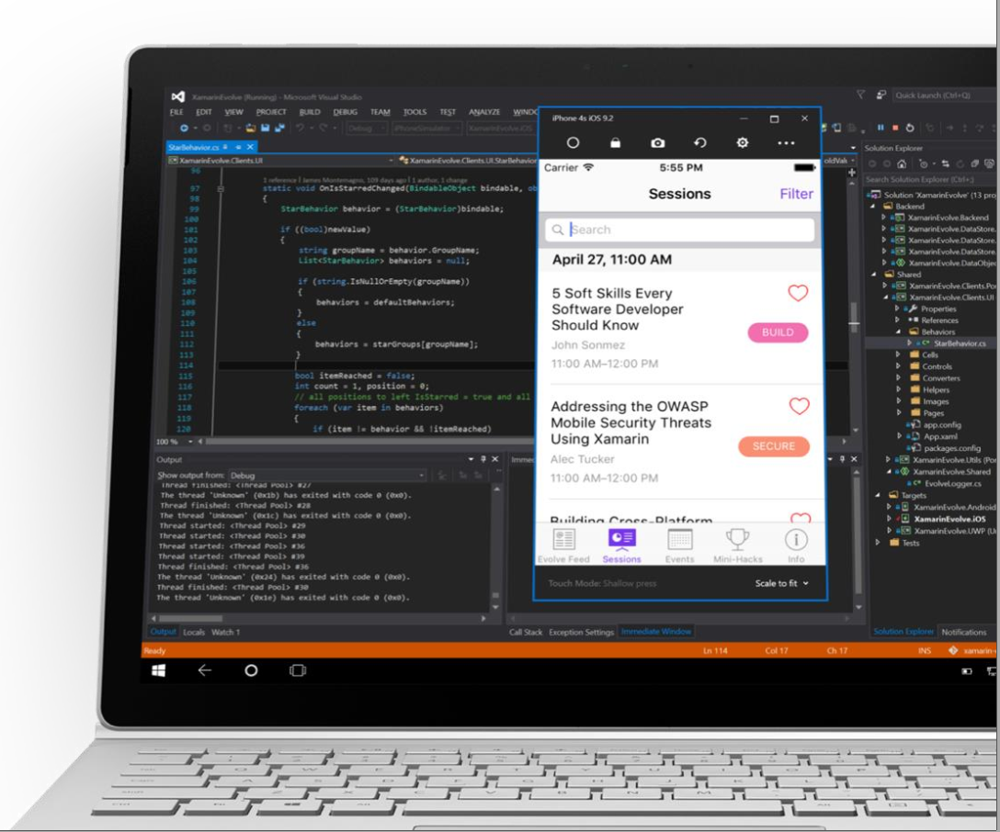 XamarinEvolve (Running) - Microsoft Visual Studio
Quick Launch (Ctrl+Q)
FILE EDIT VIEW PROJECT BUILD DEBUG TEAM TOOLS TEST ANALYZE WINDO
Debug iPhoneSimulator XamarinEvolve.iOS
StarBehavior.cs
XamarinEvolve.Clients.UI XamarinEvolve.Clients.UI.StarBehavior oldVal
96
1 reference | James Montemagno, 109 days ago | 1 author, 1 change
97 static void OnIsStarredChanged(BindableObject bindable, ob
98 {
99 StarBehavior behavior = (StarBehavior)bindable;
100
101 if ((bool)newValue)
102 {
103 string groupName = behavior.GroupName;
104 List<StarBehavior> behaviors = null;
105
106 if (string.IsNullOrEmpty(groupName))
107 {
108 behaviors = defaultBehaviors;
109 }
110 else
111 {
112 behaviors = starGroups[groupName];
113 }
114
115 bool itemReached = false;
116 int count = 1, position = 0;
117 // all positions to left IsStarred = true and all
118 foreach (var item in behaviors)
119 {
120 if (item != behavior && !itemReached)
100 %
Output
Show output from: Debug
Thread finished: <Thread Pool> #27
The thread 'Unknown' (0x1b) has exited with code 0 (0x0).
Thread finished: <Thread Pool> #28
The thread 'Unknown' (0x1c) has exited with code 0 (0x0).
Thread started: <Thread Pool> #29
Thread started: <Thread Pool> #30
Thread started: <Thread Pool> #36
Thread started: <Thread Pool> #39
Thread finished: <Thread Pool> #36
The thread 'Unknown' (0x24) has exited with code 0 (0x0).
Thread finished: <Thread Pool> #30
The thread 'Unknown' (0x1e) has exited with code 0 (0x0).
Output Locals Watch 1
Imme
Call Stack Exception Settings Immediate Window
iPhone 4s iOS 9.2
Carrier 5:55 PM
Sessions Filter
Search
April 27, 11:00 AM
5 Soft Skills Every
Software Developer
Should Know
BUILD
John Sonmez
11:00 AM–12:00 PM
Addressing the OWASP
Mobile Security Threats
Using Xamarin
SECURE
Alec Tucker
11:00 AM–12:00 PM
Building Cross-Platform
Evolve Feed Sessions Events Mini-Hacks Info
Touch Mode: Shallow press Scale to fit
Solution Explorer
Search Solution Explorer (Ctrl+;)
Solution 'XamarinEvolve' (13 pro
Backend
XamarinEvolve.Backend
XamarinEvolve.DataStore.
XamarinEvolve.DataStore.
XamarinEvolve.DataStore.
XamarinEvolve.DataObjec
Shared
XamarinEvolve.Clients.Po
XamarinEvolve.Clients.UI
Properties
References
Behaviors
StarBehavior.cs
Cells
Controls
Converters
Helpers
Images
Pages
app.config
App.xaml
packages.config
XamarinEvolve.Utils (Por
XamarinEvolve.Shared
EvolveLogger.cs
Targets
XamarinEvolve.Android
XamarinEvolve.iOS
XamarinEvolve.UWP (U
Tests
Solution Explorer Notifications
Ready Ln 114 Col 17 Ch 17 INS xamarin-